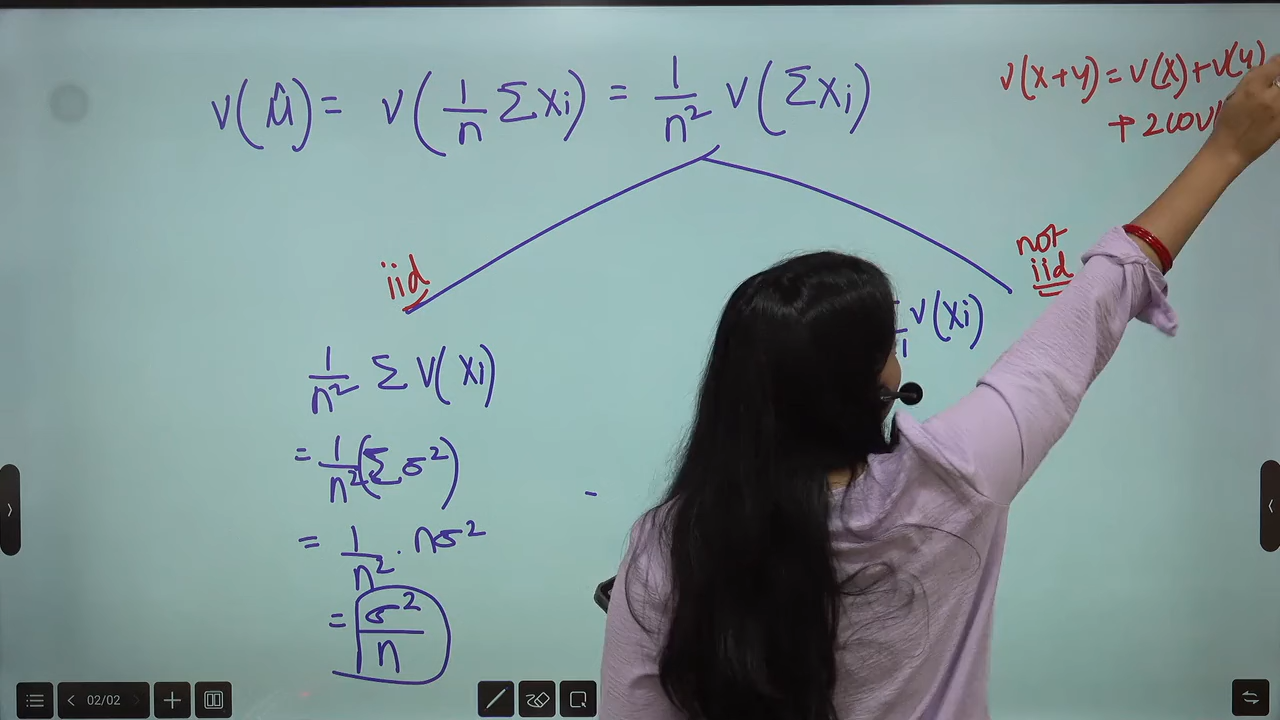 V(μ̂) = V(1/n Σxi) = 1/n² V(Σxi)
V(x+y) = V(x)+V(y)
+ 2cov
iid
not
iid
V(xi)
1/n² Σ V(xi)
= 1/n² (Σσ²)
= 1/n² · nσ²
= σ²/n
02/02